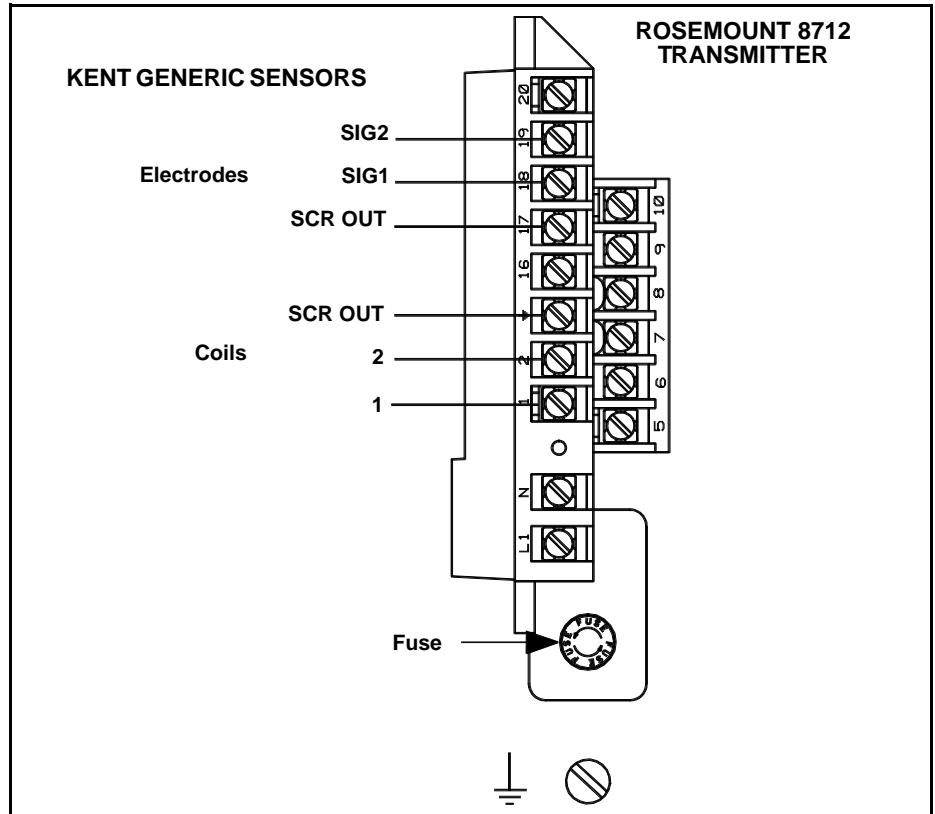 ROSEMOUNT 8712
TRANSMITTER
KENT GENERIC SENSORS
20
SIG2
19
Electrodes
SIG1
18
SCR OUT
17
16
SCR OUT
Coils
2
2
1
1
10
9
8
7
6
5
N
L1
Fuse
FUSE FUSE FUSE